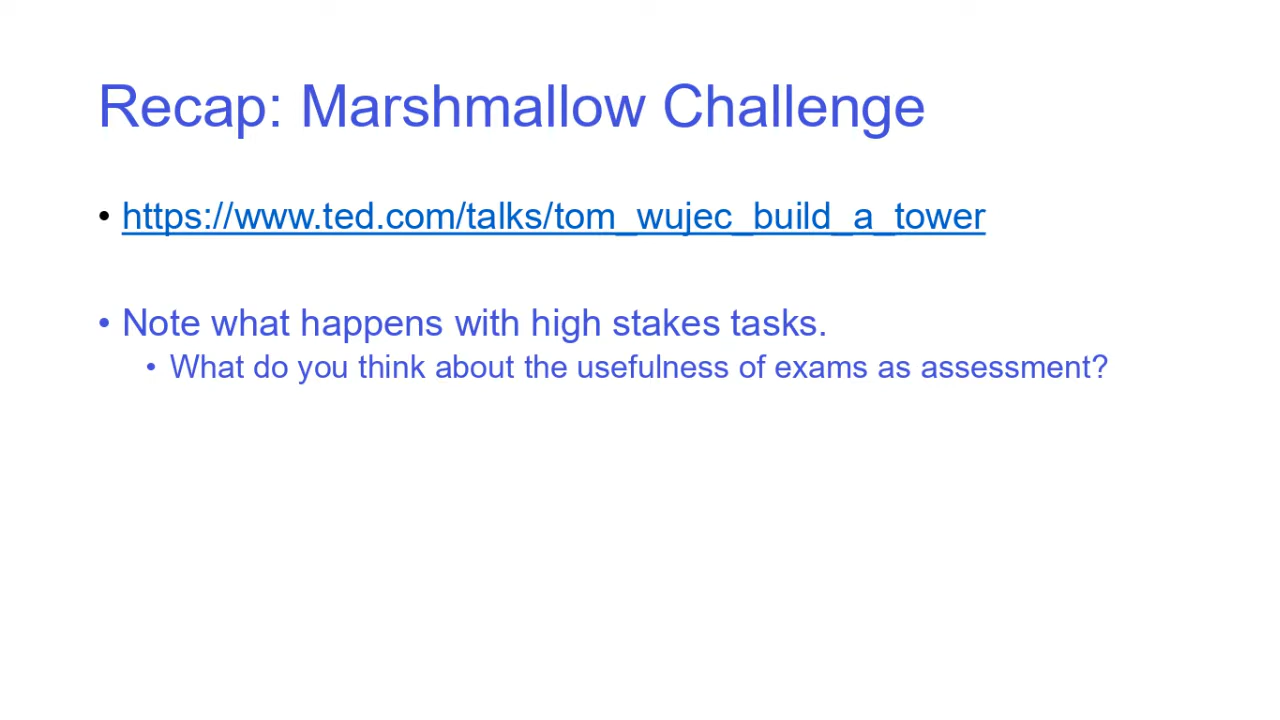 Recap: Marshmallow Challenge
• https://www.ted.com/talks/tom_wujec_build_a_tower
• Note what happens with high stakes tasks.
• What do you think about the usefulness of exams as assessment?